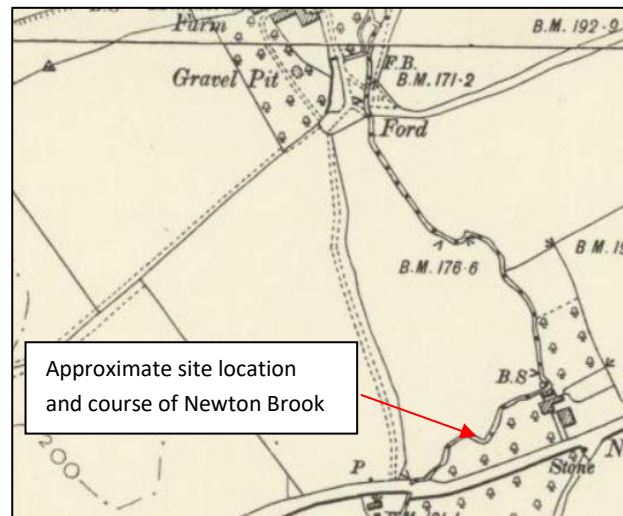 Farm
B.M. 192·9
Gravel Pit
F.B.
B.M. 171·2
Ford
B.M. 176·6
B M. 19
Approximate site location
and course of Newton Brook
B.S
200
P.
Stone
N